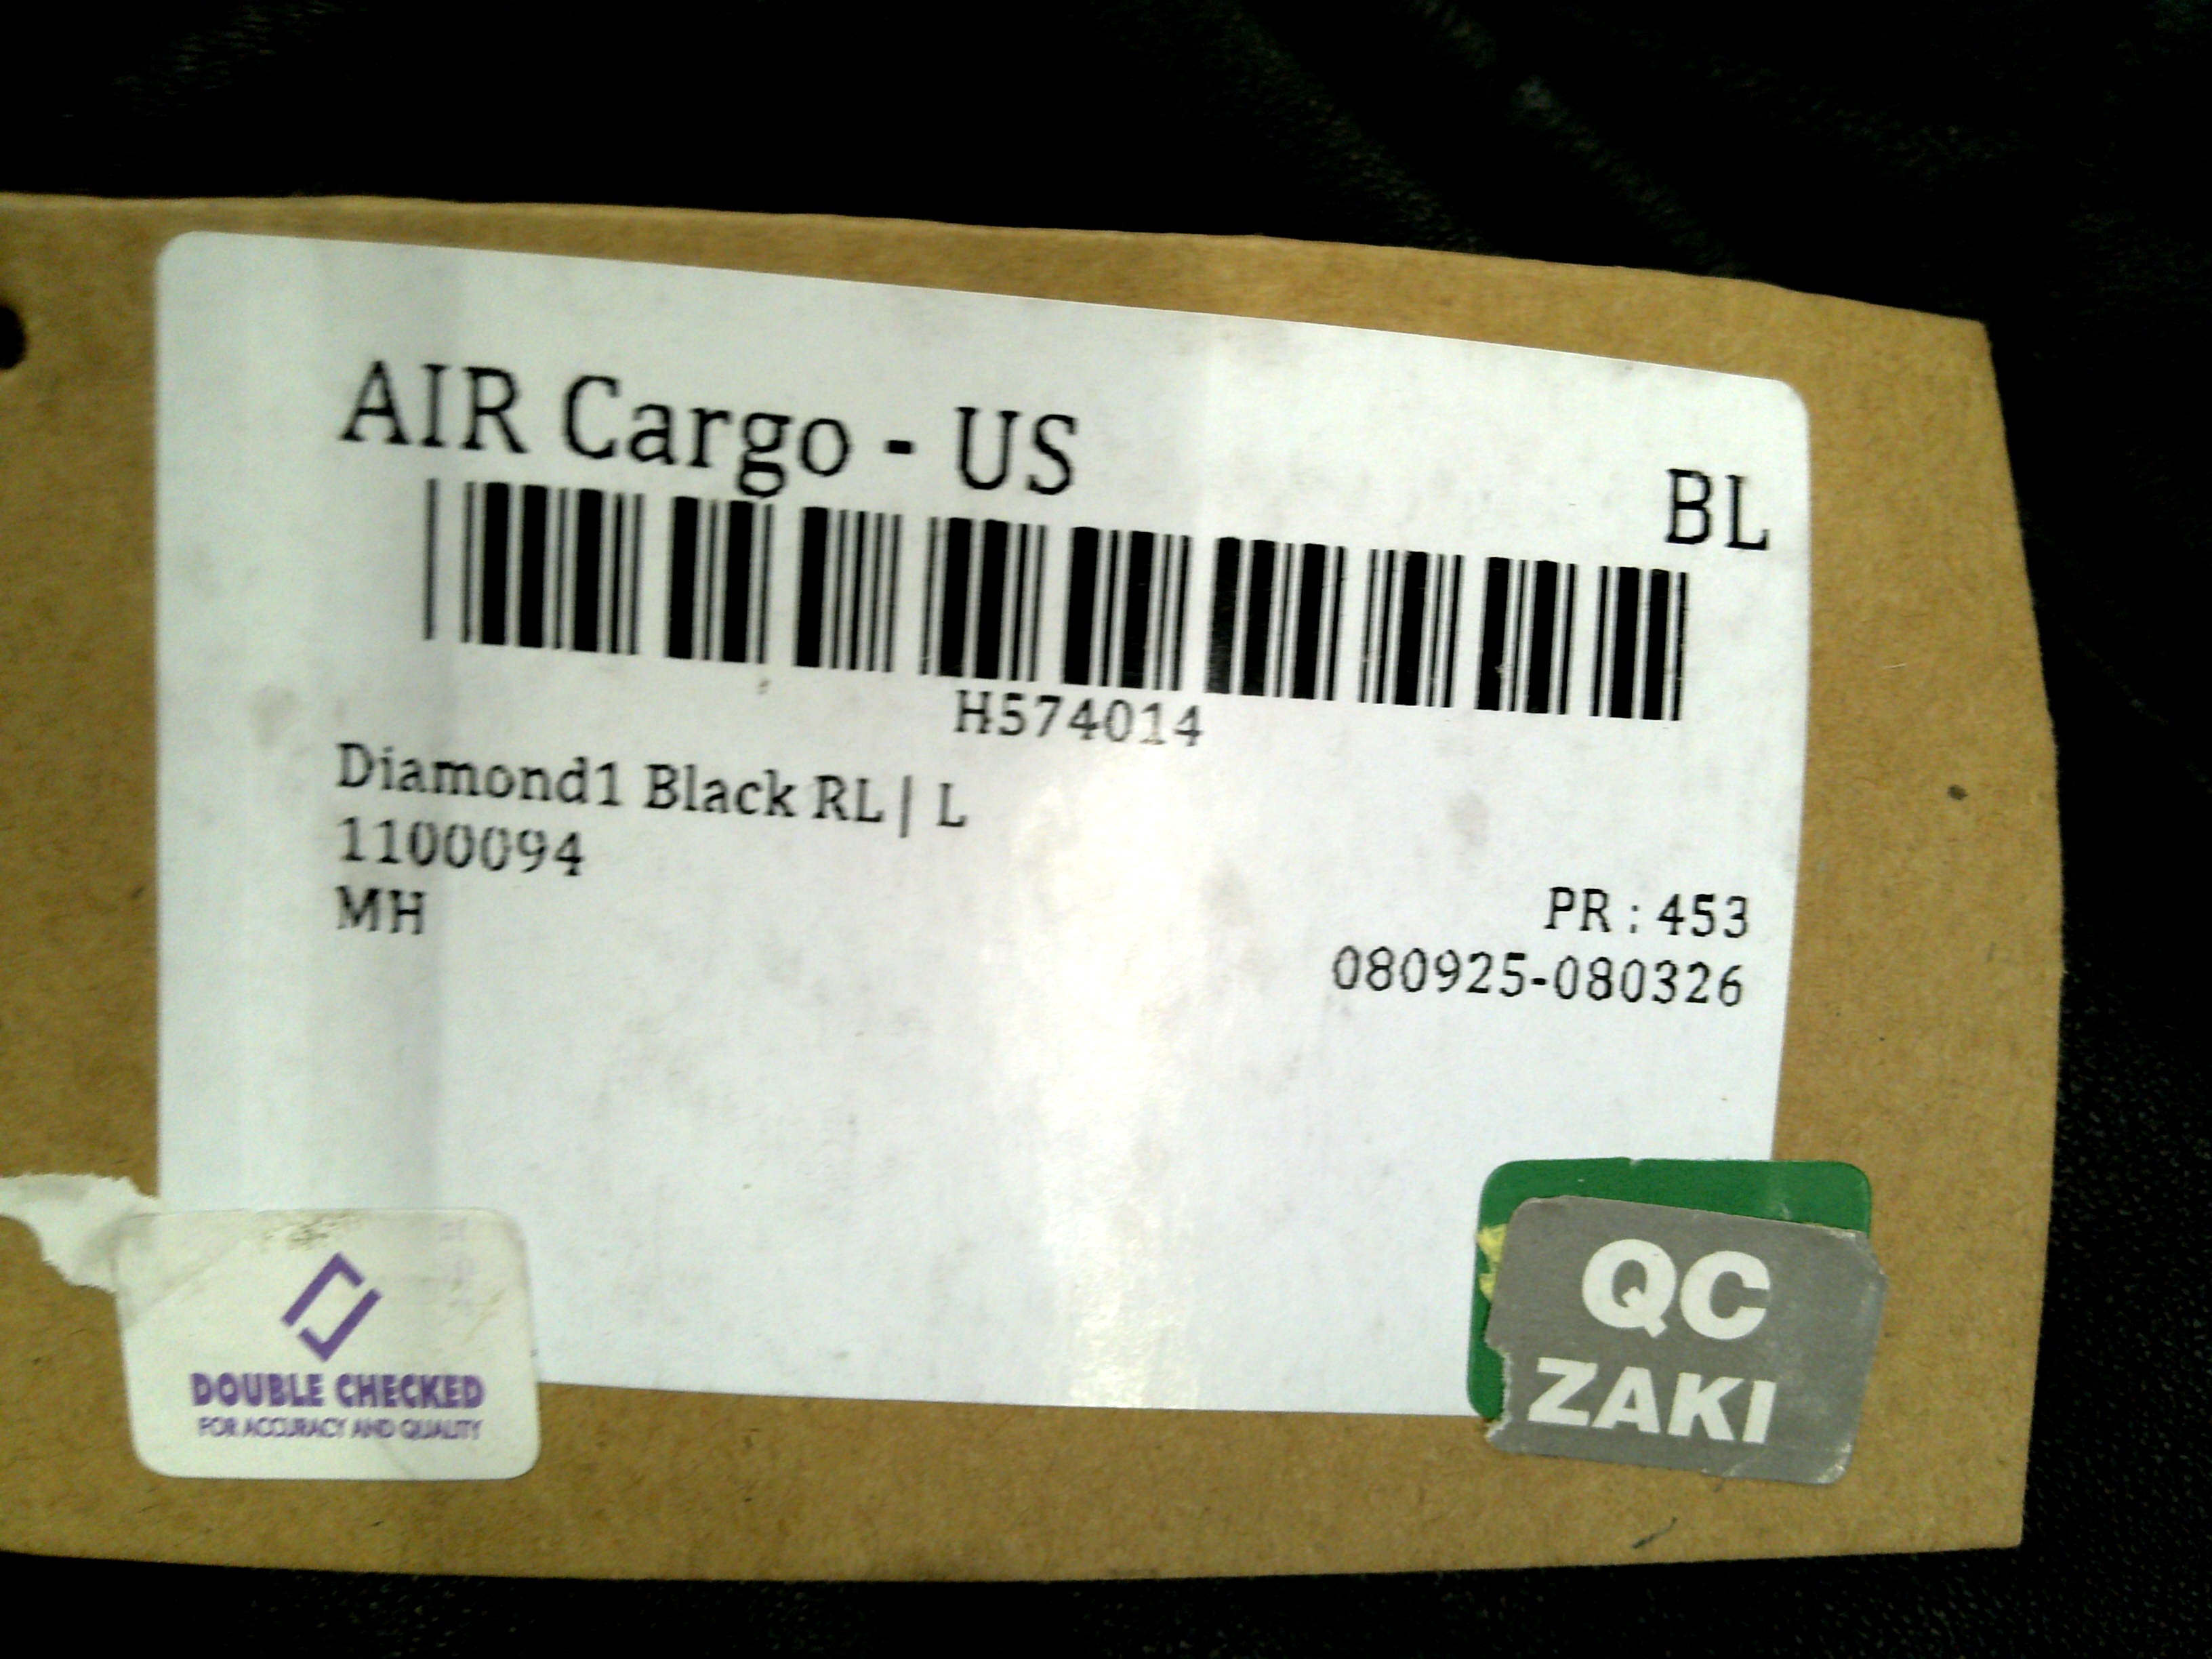 AIR Cargo - US
BL
H574014
Diamond1 Black RL | L
1100094
MH
PR : 453
080925-080326
DOUBLE CHECKED
FOR ACCURACY AND QUALITY
QC
ZAKI